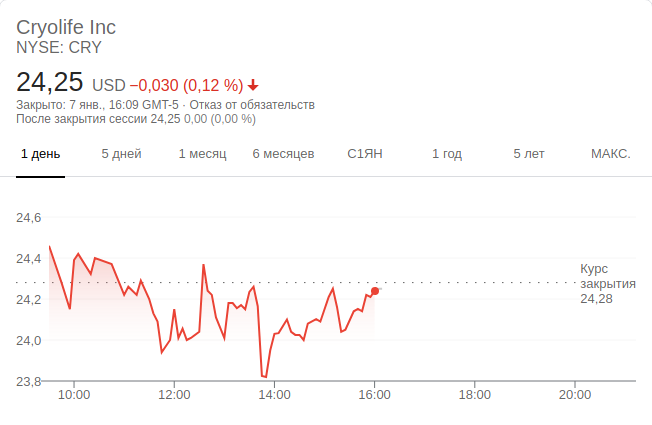 Cryolife Inc
NYSE: CRY
24,25 USD −0,030 (0,12 %)
Закрыто: 7 янв., 16:09 GMT-5 · Отказ от обязательств
После закрытия сессии 24,25 0,00 (0,00 %)
1 день 5 дней 1 месяц 6 месяцев С1ЯН 1 год 5 лет МАКС.
24,6
24,4
24,2
24,0
23,8
Курс
закрытия
24,28
10:00 12:00 14:00 16:00 18:00 20:00